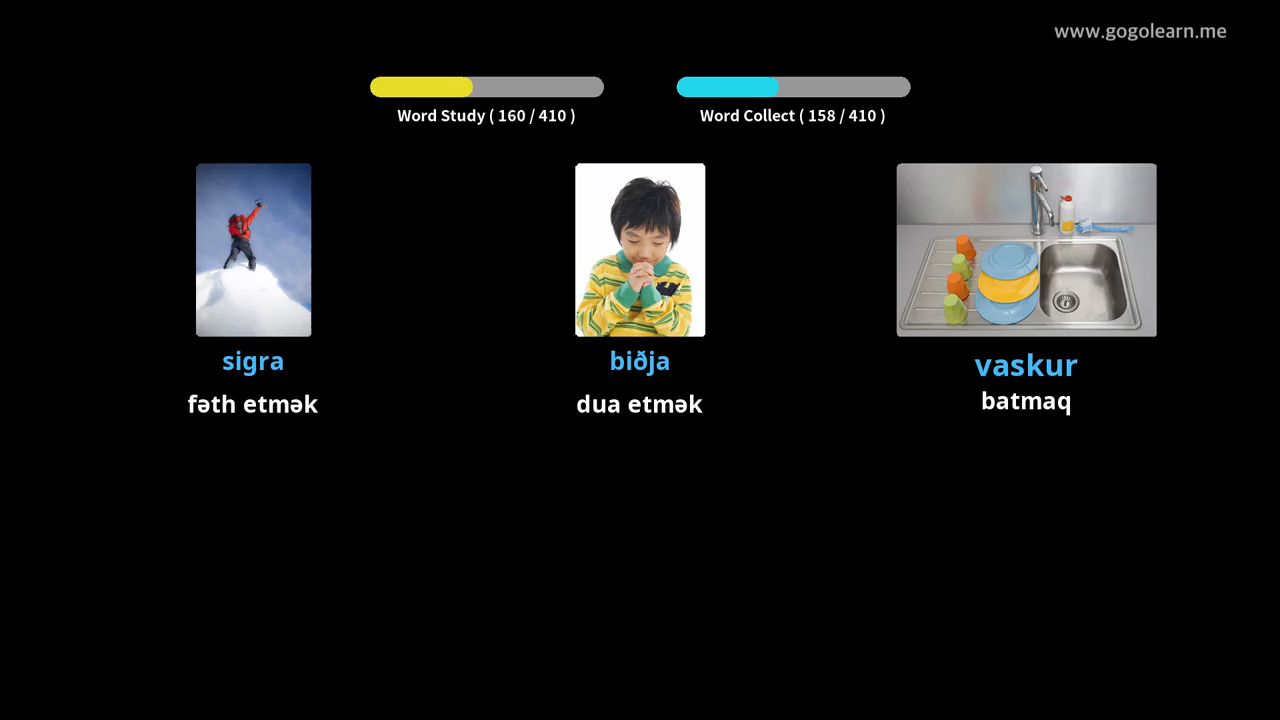 www.gogolearn.me
Word Study ( 160 / 410 )
Word Collect ( 158 / 410 )
sigra
biðja
vaskur
fəth etmək
dua etmək
batmaq